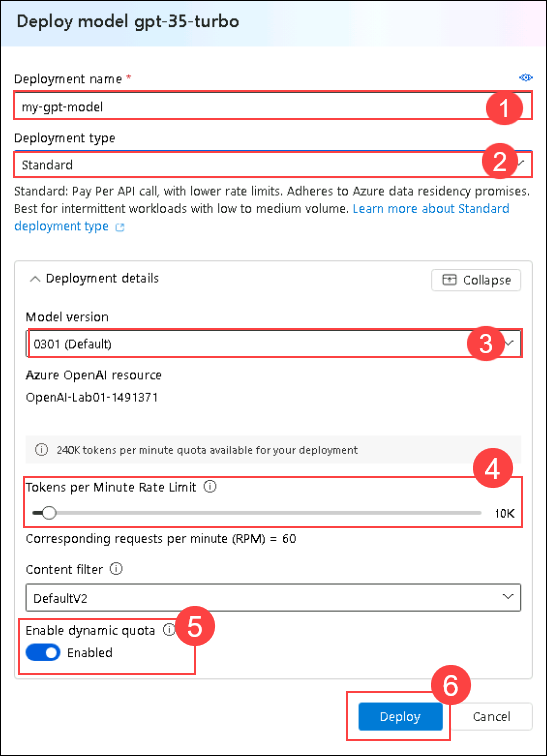 Deploy model gpt-35-turbo
Deployment name *
my-gpt-model
1
Deployment type
Standard
2
Standard: Pay Per API call, with lower rate limits. Adheres to Azure data residency promises.
Best for intermittent workloads with low to medium volume. Learn more about Standard
deployment type
Deployment details
Collapse
Model version
0301 (Default)
3
Azure OpenAI resource
OpenAI-Lab01-1491371
240K tokens per minute quota available for your deployment
4
Tokens per Minute Rate Limit
10K
Corresponding requests per minute (RPM) = 60
Content filter
DefaultV2
Enable dynamic quota
5
Enabled
6
Deploy
Cancel